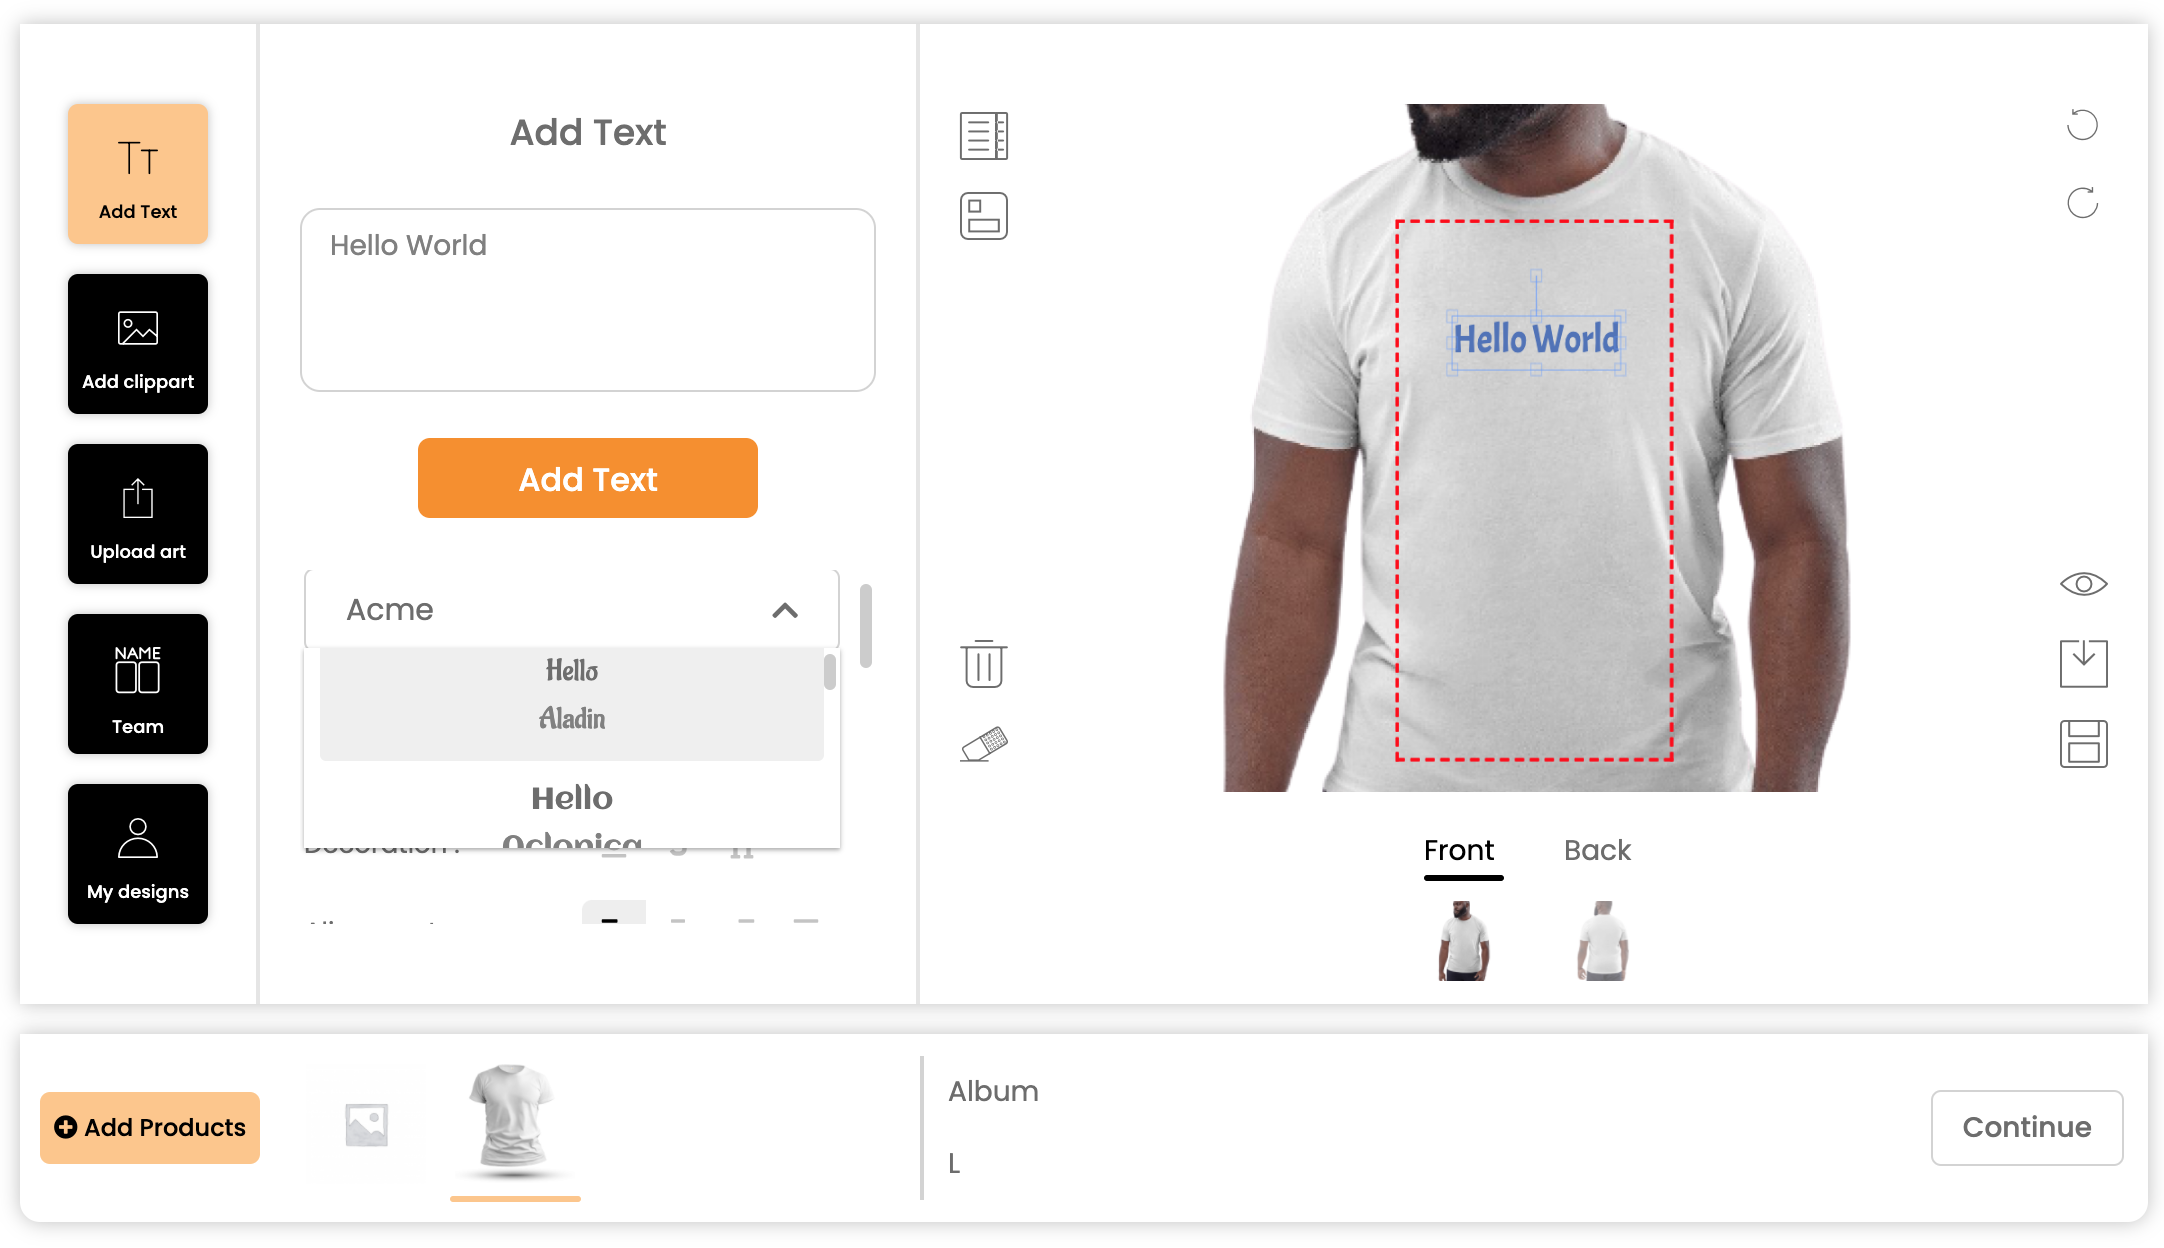 Tт
Add Text
Add clippart
Upload art
NAME
Team
My designs
Add Text
Hello World
Add Text
Acme
Hello
Aladin
Hello
Oclonica
Hello World
Front
Back
Add Products
Album
L
Continue